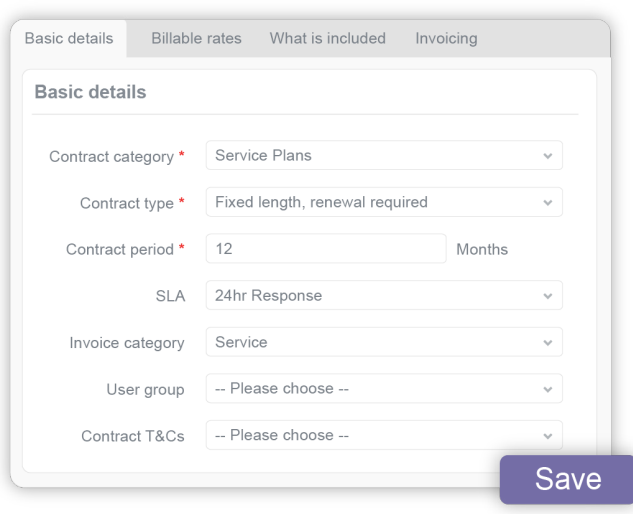 Basic details Billable rates What is included Invoicing
Basic details
Contract category * Service Plans
Contract type * Fixed length, renewal required
Contract period * 12 Months
SLA 24hr Response
Invoice category Service
User group -- Please choose --
Contract T&Cs -- Please choose --
Save